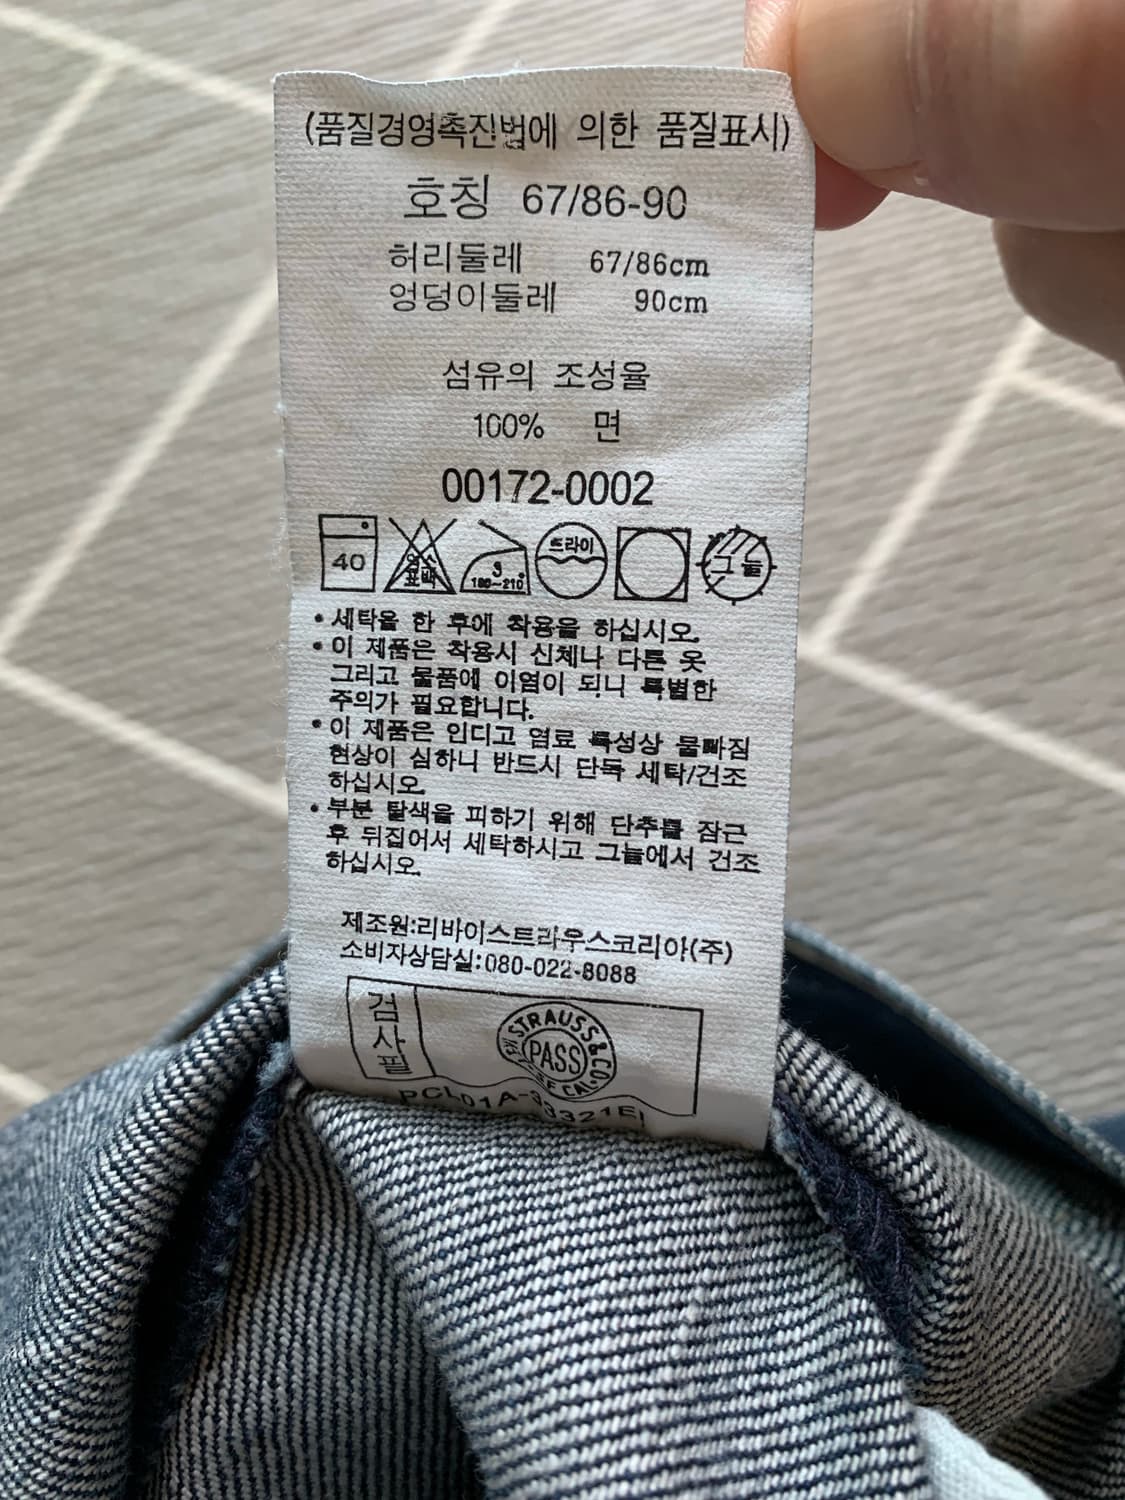 (품질경영촉진법에 의한 품질표시)
호칭 67/86-90
허리둘레 67/86cm
엉덩이둘레 90cm
섬유의 조성율
100% 면
00172-0002
40
염소
표백
3
180~210°
드라이
그늘
• 세탁을 한 후에 착용을 하십시오.
• 이 제품은 착용시 신체나 다른 옷
그리고 물품에 이염이 되니 특별한
주의가 필요합니다.
• 이 제품은 인디고 염료 특성상 물빠짐
현상이 심하니 반드시 단독 세탁/건조
하십시오.
• 부분 탈색을 피하기 위해 단추를 잠근
후 뒤집어서 세탁하시고 그늘에서 건조
하십시오.
제조원:리바이스트라우스코리아(주)
소비자상담실:080-022-8088
검사필
STRAUSS & CO.
PASS
CAL.